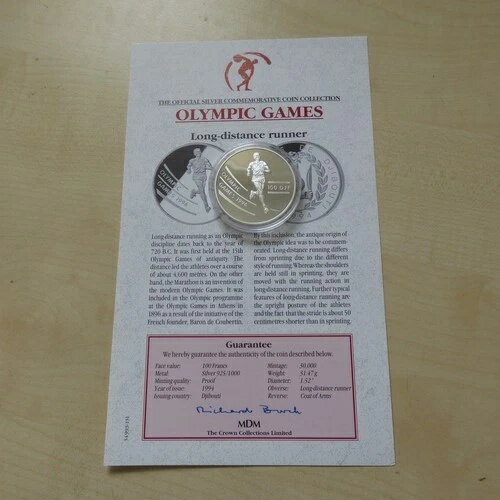 THE OFFICIAL SILVER COMMEMORATIVE COIN COLLECTION
OLYMPIC GAMES
Long-distance runner
OLYMPIC
GAMES 1996
100 DJF
Long-distance running as an Olympic
discipline dates back to the year of
720 B.C. It was first held at the 15th
Olympic Games of antiquity. The
distance led the athletes over a course
of about 4,600 metres. On the other
hand, the Marathon is an invention of
the modern Olympic Games. It was
included in the Olympic programme
at the Olympic Games in Athens in
1896 as a result of the initiative of the
French founder, Baron de Coubertin.
By this inclusion, the antique origin of
the Olympic idea was to be commem-
orated. Long-distance running differs
from sprinting due to the different
style of running. Whereas the shoulders
are held still in sprinting, they are
moved with the running action in
long-distance running. Further typical
features of long-distance running are
the upright posture of the athletes
and the fact that the stride is about 50
centimetres shorter than in sprinting.
Guarantee
We hereby guarantee the authenticity of the coin described below.
Face value: 100 Francs
Metal: Silver 925/1000
Minting quality: Proof
Year of issue: 1994
Issuing country: Djibouti
Mintage: 30,000
Weight: 31.47 g
Diameter: 1.52"
Obverse: Long-distance runner
Reverse: Coat of Arms
Richard Burch
MDM
The Crown Collections Limited